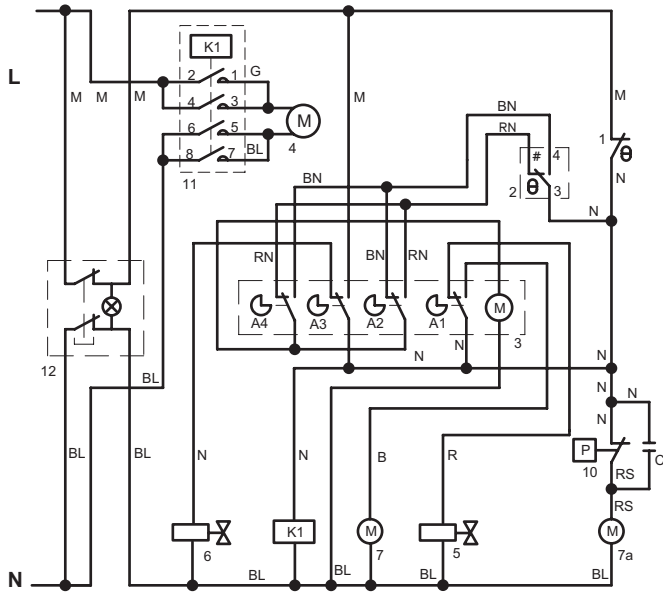 K1
L
2 1 G
M M M
4 3
M
M
M
BN
6 5
4
RN
8 7 BL
# 4
1 θ
11
BN
2 θ 3
N
N
RN
BN RN
A4 A3 A2 A1
M
3
12
N N
N
BL
N
N
N
P
C
BL BL N N B R
10
RS
RS
K1
M
M
6
7
5
7a
N
BL BL BL BL